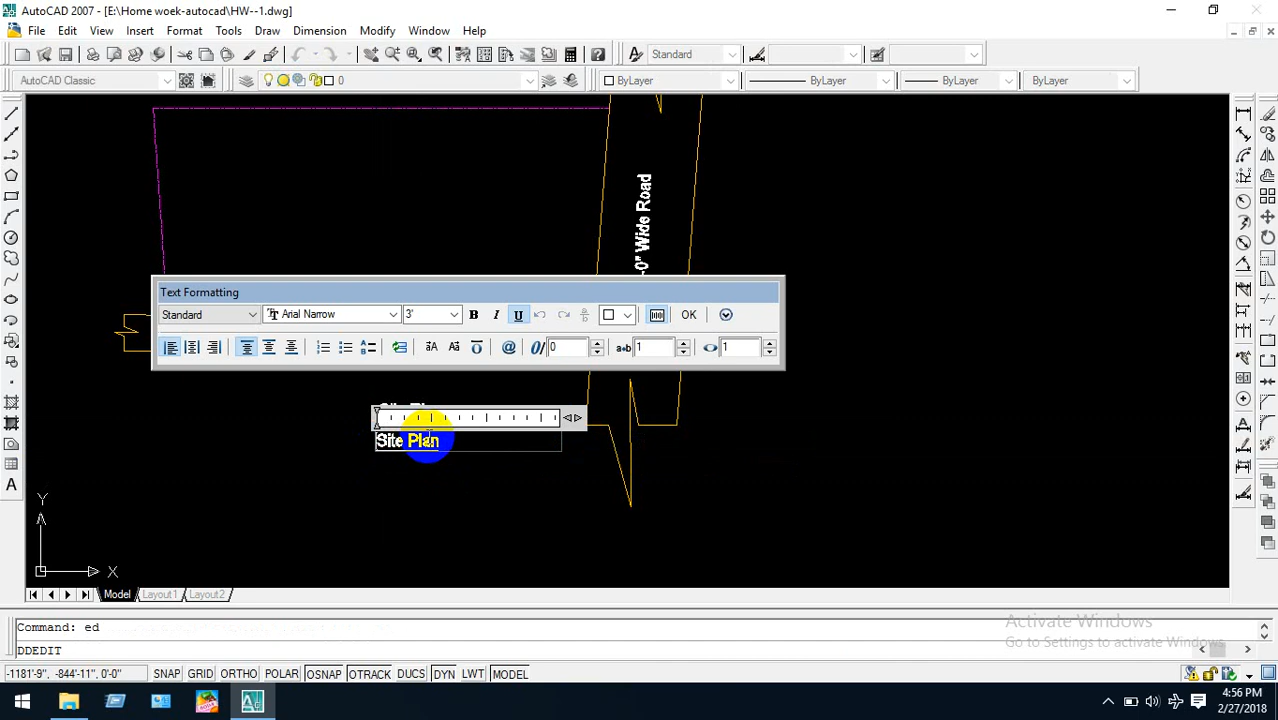 AutoCAD 2007 - [E:\Home woek-autocad\HW--1.dwg]
File Edit View Insert Format Tools Draw Dimension Modify Window Help
Standard
AutoCAD Classic 0 ByLayer ByLayer ByLayer ByLayer
-0" Wide Road
Text Formatting
Standard Arial Narrow 3' B I U OK
@ 0/ 0 a+b 1 1
Site Plan
Y
X
A
Model Layout1 Layout2
Command: ed
DDEDIT
Activate Windows
Go to Settings to activate Windows.
-1181'-9", -844'-11", 0'-0" SNAP GRID ORTHO POLAR OSNAP OTRACK DUCS DYN LWT MODEL
4:56 PM
2/27/2018